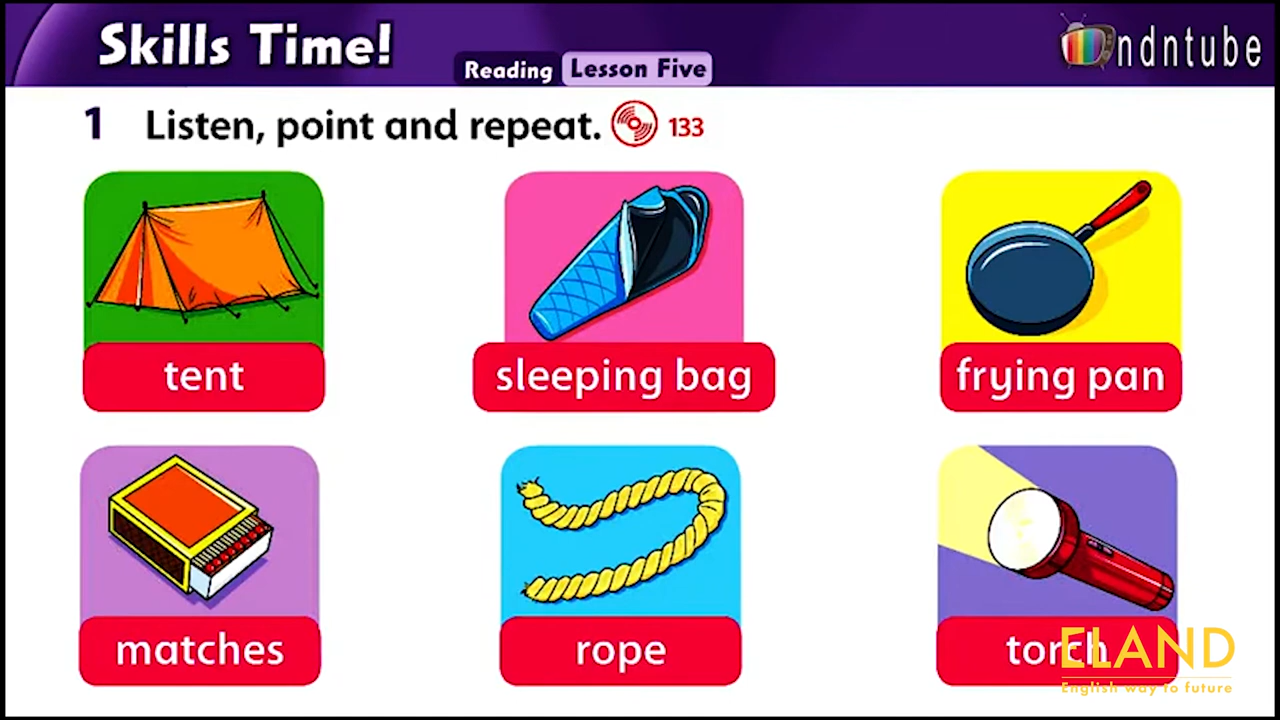 Skills Time!
Reading Lesson Five
ndntube
1 Listen, point and repeat. 133
tent
sleeping bag
frying pan
matches
rope
torch
ELAND
English way to future